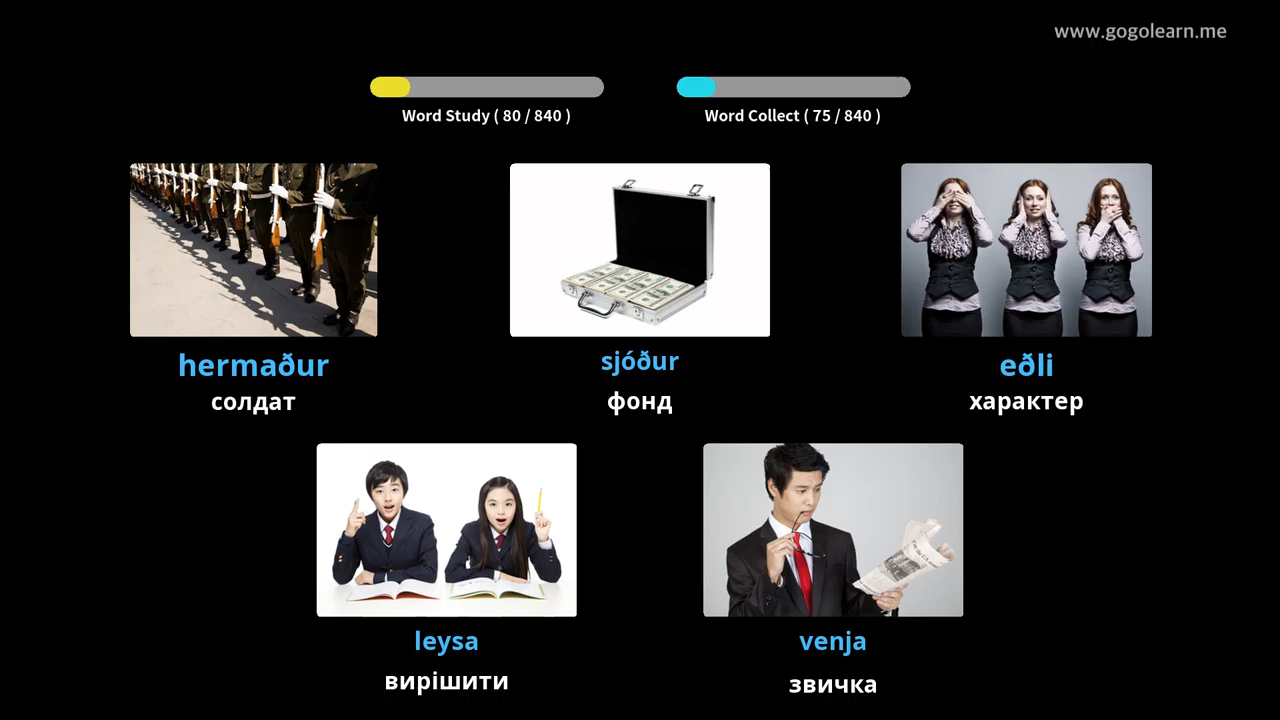 www.gogolearn.me
Word Study ( 80 / 840 )
Word Collect ( 75 / 840 )
hermaður
солдат
sjóður
фонд
eðli
характер
leysa
вирішити
venja
звичка